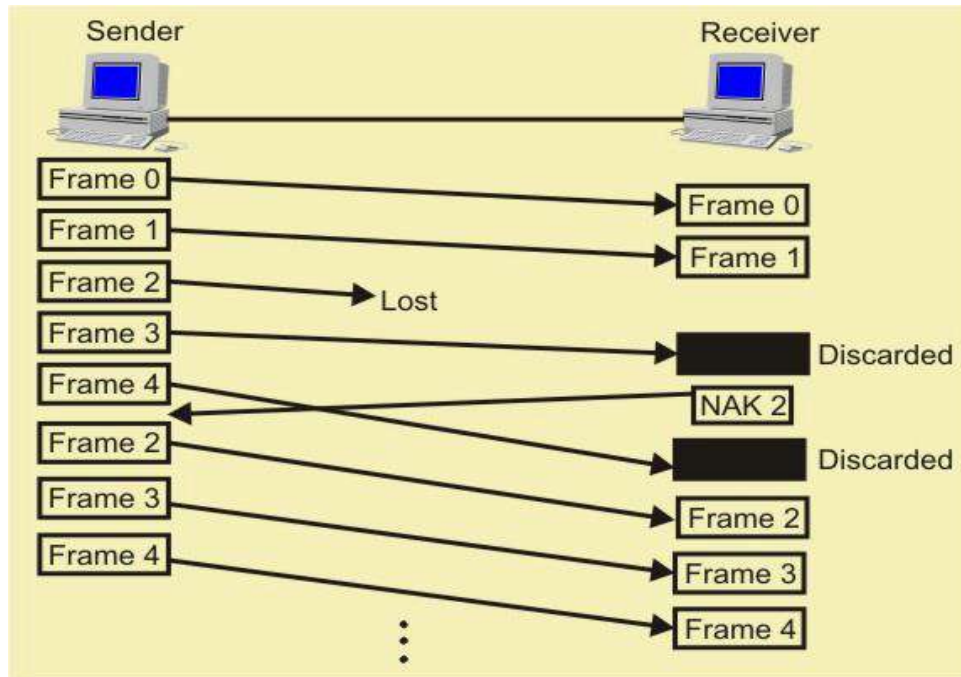 Sender
Receiver
Frame 0
Frame 0
Frame 1
Frame 1
Frame 2
Lost
Frame 3
Discarded
Frame 4
NAK 2
Frame 2
Discarded
Frame 3
Frame 2
Frame 4
Frame 3
Frame 4